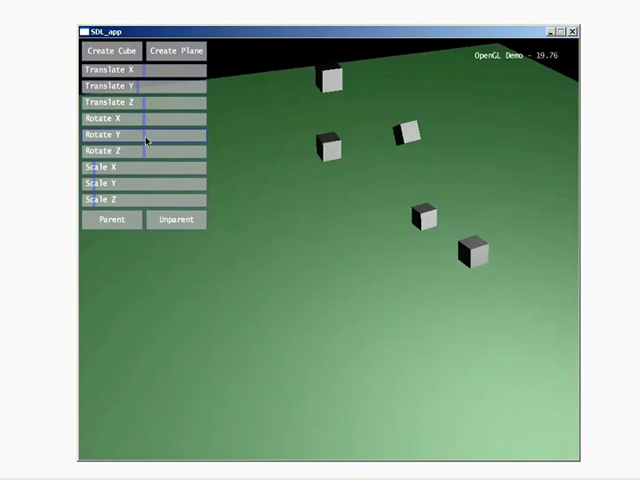 SDL_app
Create Cube Create Plane
OpenGL Demo - 19.76
Translate X
Translate Y
Translate Z
Rotate X
Rotate Y
Rotate Z
Scale X
Scale Y
Scale Z
Parent Unparent